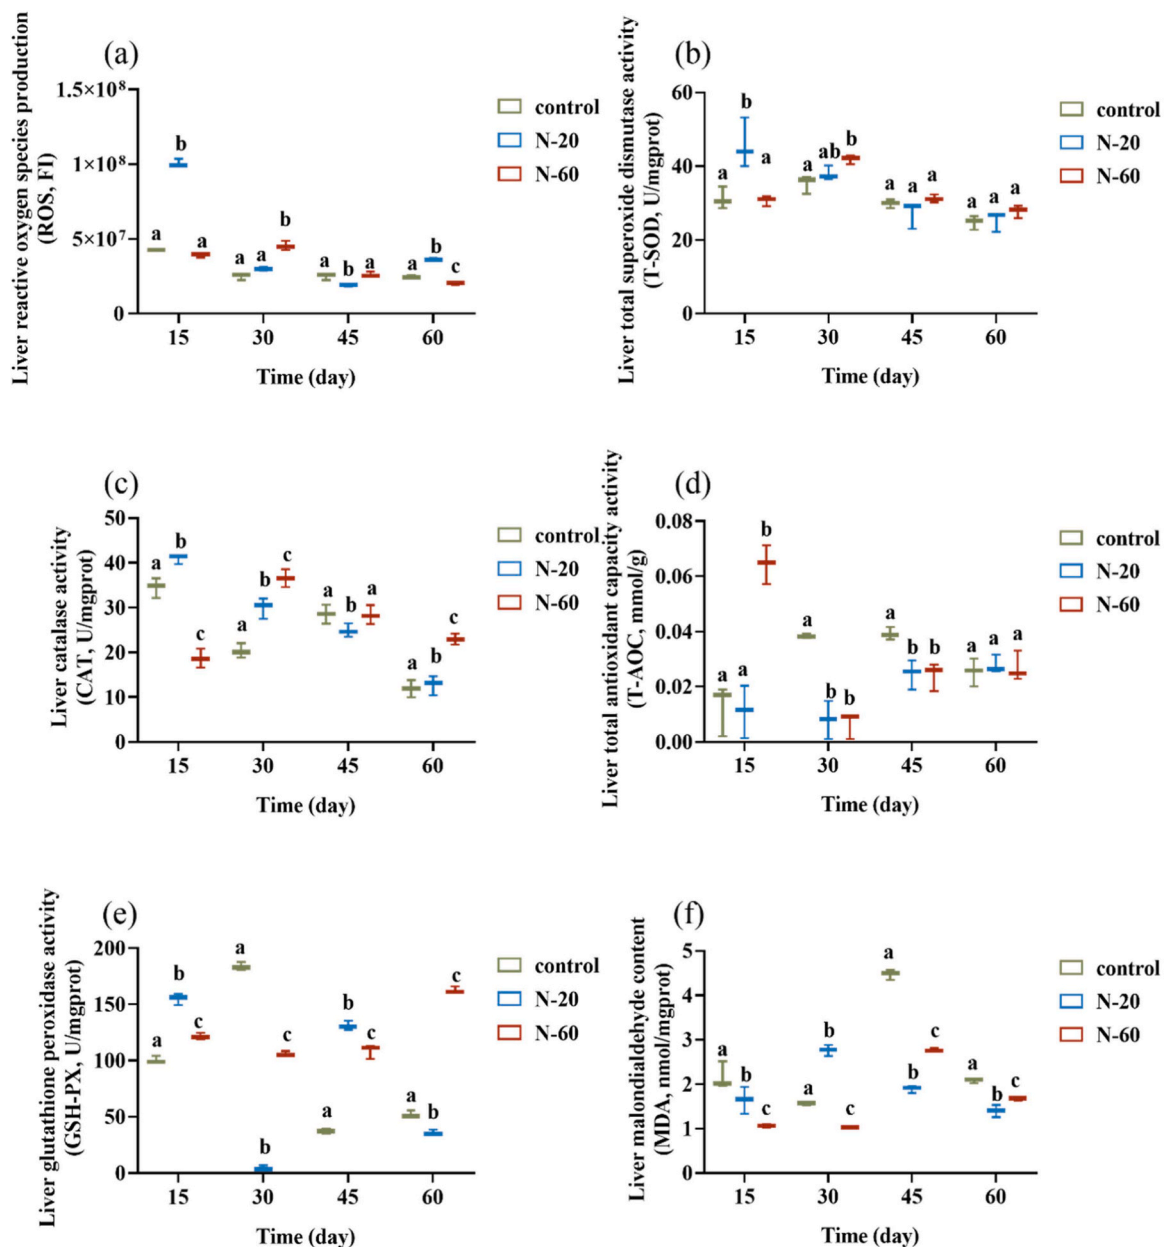 (a)
Liver reactive oxygen species production
(ROS, FI)
1.5×10⁸
1×10⁸
5×10⁷
0
a
b
a
a
a
b
a
b
a
a
b
c
15
30
45
60
Time (day)
control
N-20
N-60
(b)
Liver total superoxide dismutase activity
(T-SOD, U/mgprot)
60
40
20
0
a
b
a
a
ab
b
a
a
a
a
a
a
15
30
45
60
Time (day)
control
N-20
N-60
(c)
Liver catalase activity
(CAT, U/mgprot)
50
40
30
20
10
0
a
b
c
a
b
c
a
b
a
a
b
c
15
30
45
60
Time (day)
control
N-20
N-60
(d)
Liver total antioxidant capacity activity
(T-AOC, mmol/g)
0.08
0.06
0.04
0.02
0.00
a
a
b
a
b
b
a
b
b
a
a
a
15
30
45
60
Time (day)
control
N-20
N-60
(e)
Liver glutathione peroxidase activity
(GSH-PX, U/mgprot)
200
150
100
50
0
a
b
c
a
b
c
a
b
c
a
b
c
15
30
45
60
Time (day)
control
N-20
N-60
(f)
Liver malondialdehyde content
(MDA, nmol/mgprot)
5
4
3
2
1
0
a
b
c
a
b
c
a
b
c
a
b
c
15
30
45
60
Time (day)
control
N-20
N-60